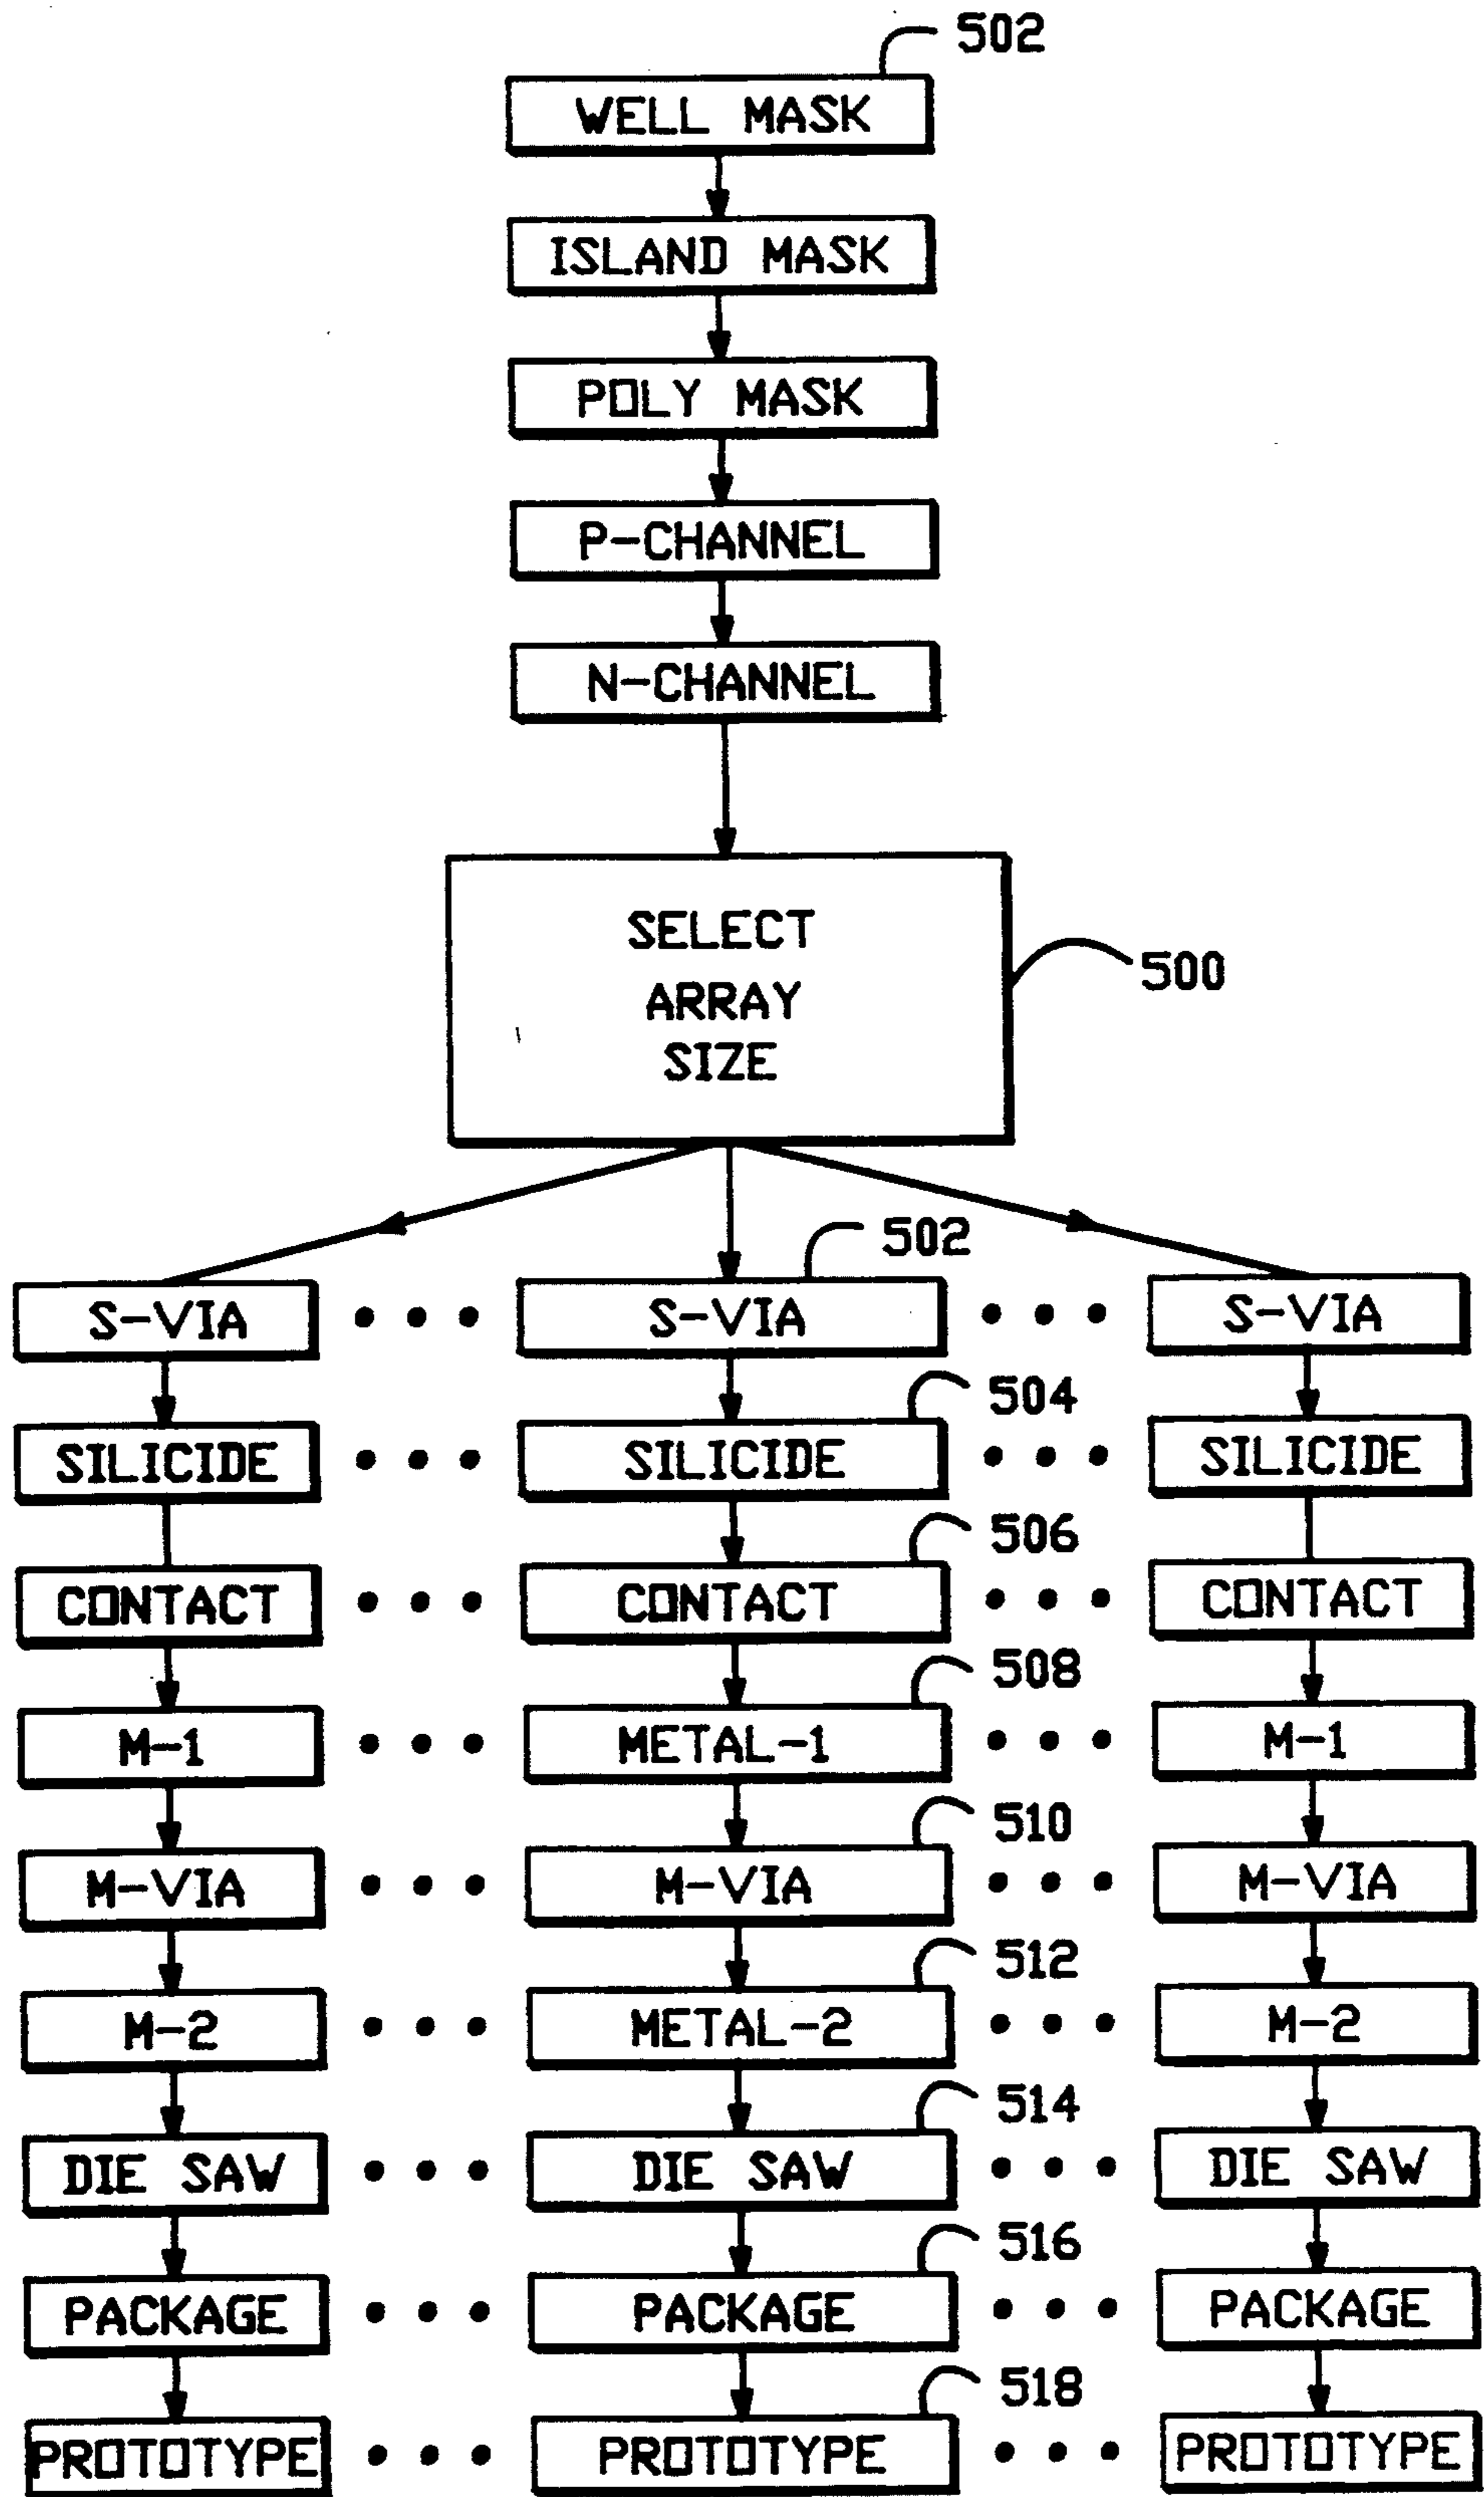 502
WELL MASK
ISLAND MASK
POLY MASK
P-CHANNEL
N-CHANNEL
SELECT
ARRAY
SIZE
500
502
S-VIA S-VIA S-VIA
504
SILICIDE SILICIDE SILICIDE
506
CONTACT CONTACT CONTACT
508
M-1 METAL-1 M-1
510
M-VIA M-VIA M-VIA
512
M-2 METAL-2 M-2
514
DIE SAW DIE SAW DIE SAW
516
PACKAGE PACKAGE PACKAGE
518
PROTOTYPE PROTOTYPE PROTOTYPE